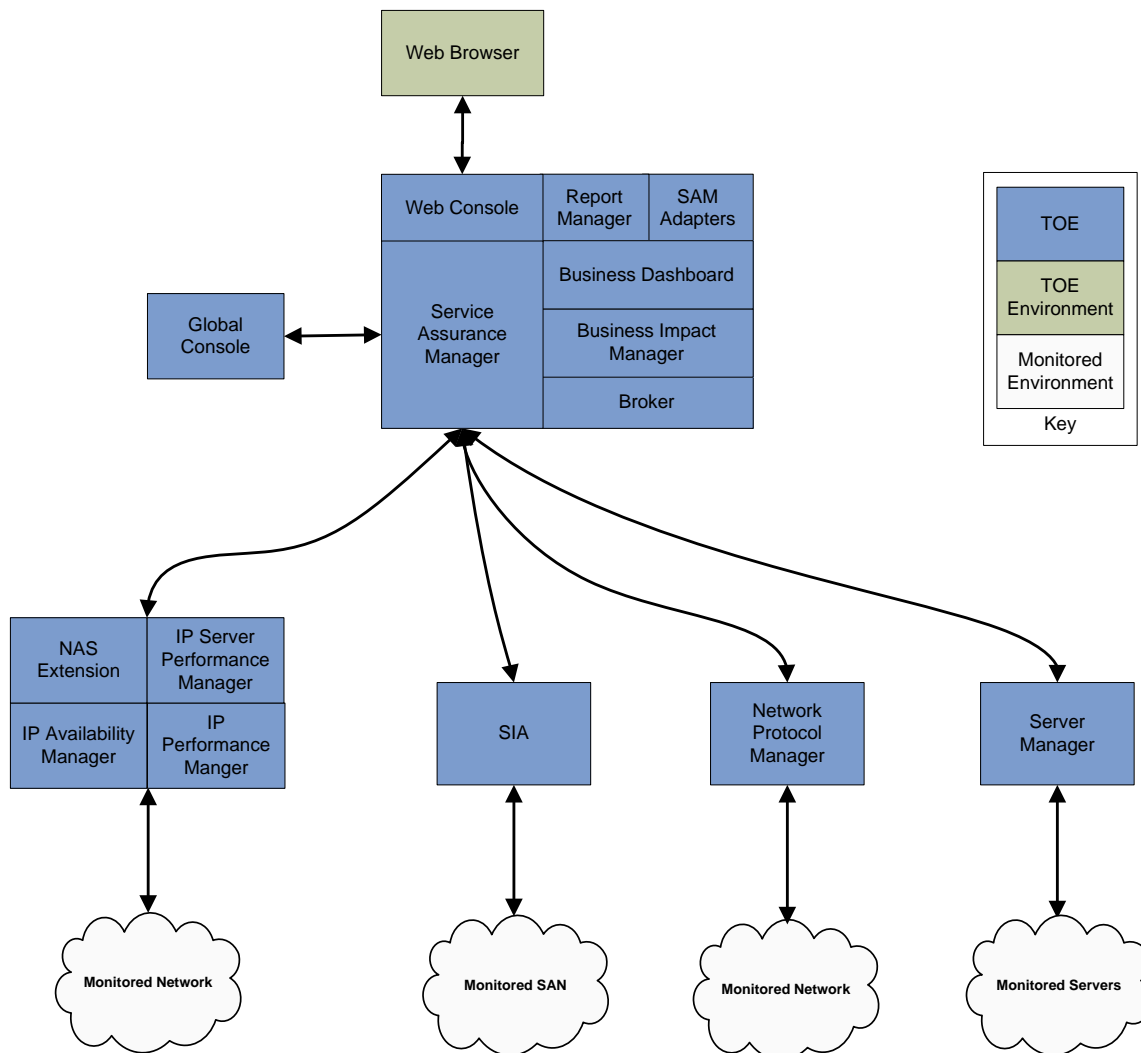 Web Browser
Web Console
Report
Manager
SAM
Adapters
Business Dashboard
Service
Assurance
Manager
Business Impact
Manager
Broker
Global
Console
TOE
TOE
Environment
Monitored
Environment
Key
NAS
Extension
IP Server
Performance
Manager
IP Availability
Manager
IP
Performance
Manger
SIA
Network
Protocol
Manager
Server
Manager
Monitored Network
Monitored SAN
Monitored Network
Monitored Servers